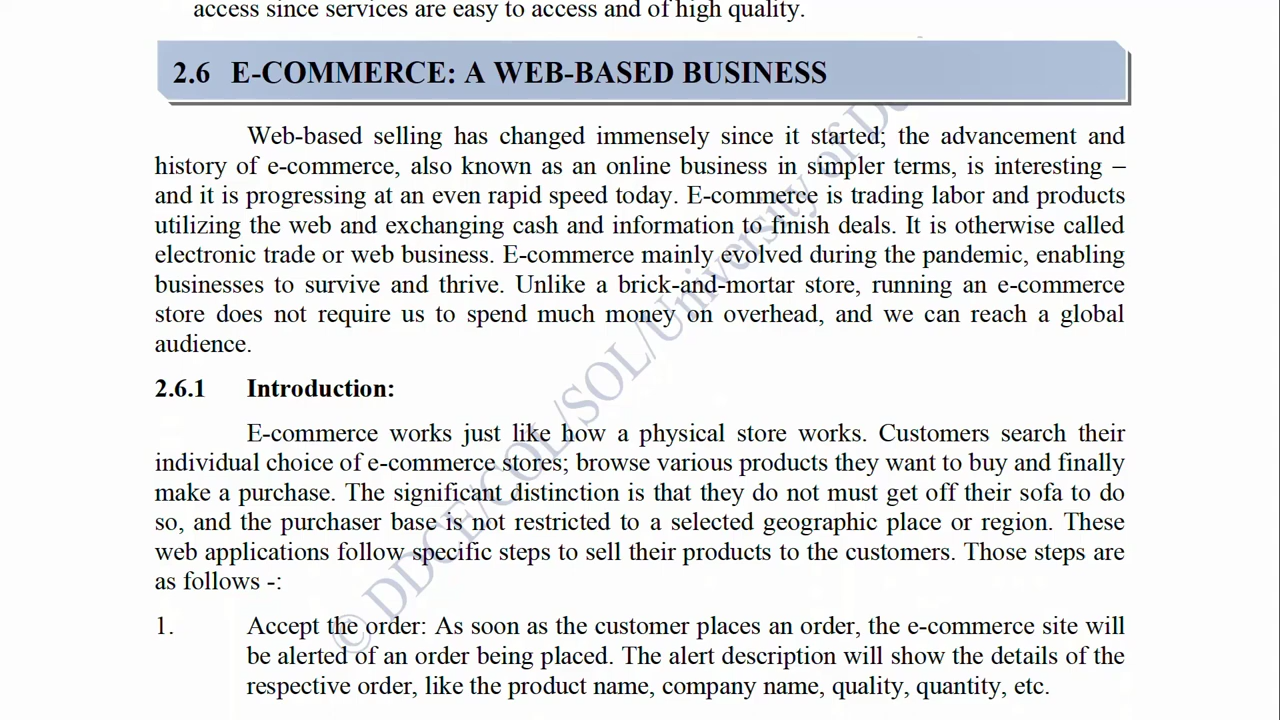 access since services are easy to access and of high quality.
2.6 E-COMMERCE: A WEB-BASED BUSINESS
Web-based selling has changed immensely since it started; the advancement and
history of e-commerce, also known as an online business in simpler terms, is interesting –
and it is progressing at an even rapid speed today. E-commerce is trading labor and products
utilizing the web and exchanging cash and information to finish deals. It is otherwise called
electronic trade or web business. E-commerce mainly evolved during the pandemic, enabling
businesses to survive and thrive. Unlike a brick-and-mortar store, running an e-commerce
store does not require us to spend much money on overhead, and we can reach a global
audience.
2.6.1 Introduction:
E-commerce works just like how a physical store works. Customers search their
individual choice of e-commerce stores; browse various products they want to buy and finally
make a purchase. The significant distinction is that they do not must get off their sofa to do
so, and the purchaser base is not restricted to a selected geographic place or region. These
web applications follow specific steps to sell their products to the customers. Those steps are
as follows -:
1. Accept the order: As soon as the customer places an order, the e-commerce site will
be alerted of an order being placed. The alert description will show the details of the
respective order, like the product name, company name, quality, quantity, etc.
© DDCE/COL/SOL/University of